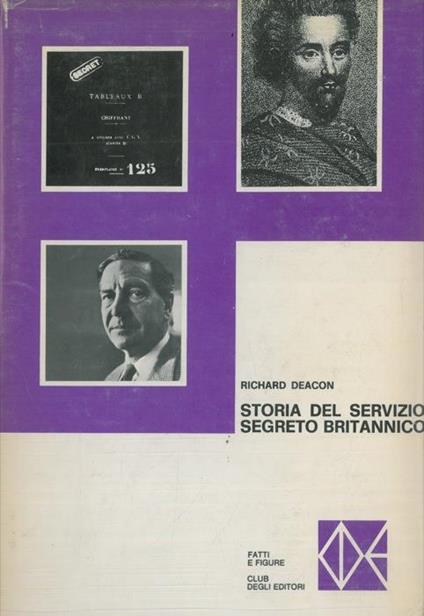 SECRET
TABLEAUX B
CHIFFRANT
125
RICHARD DEACON
STORIA DEL SERVIZIO
SEGRETO BRITANNICO
FATTI
E FIGURE
CLUB
DEGLI EDITORI